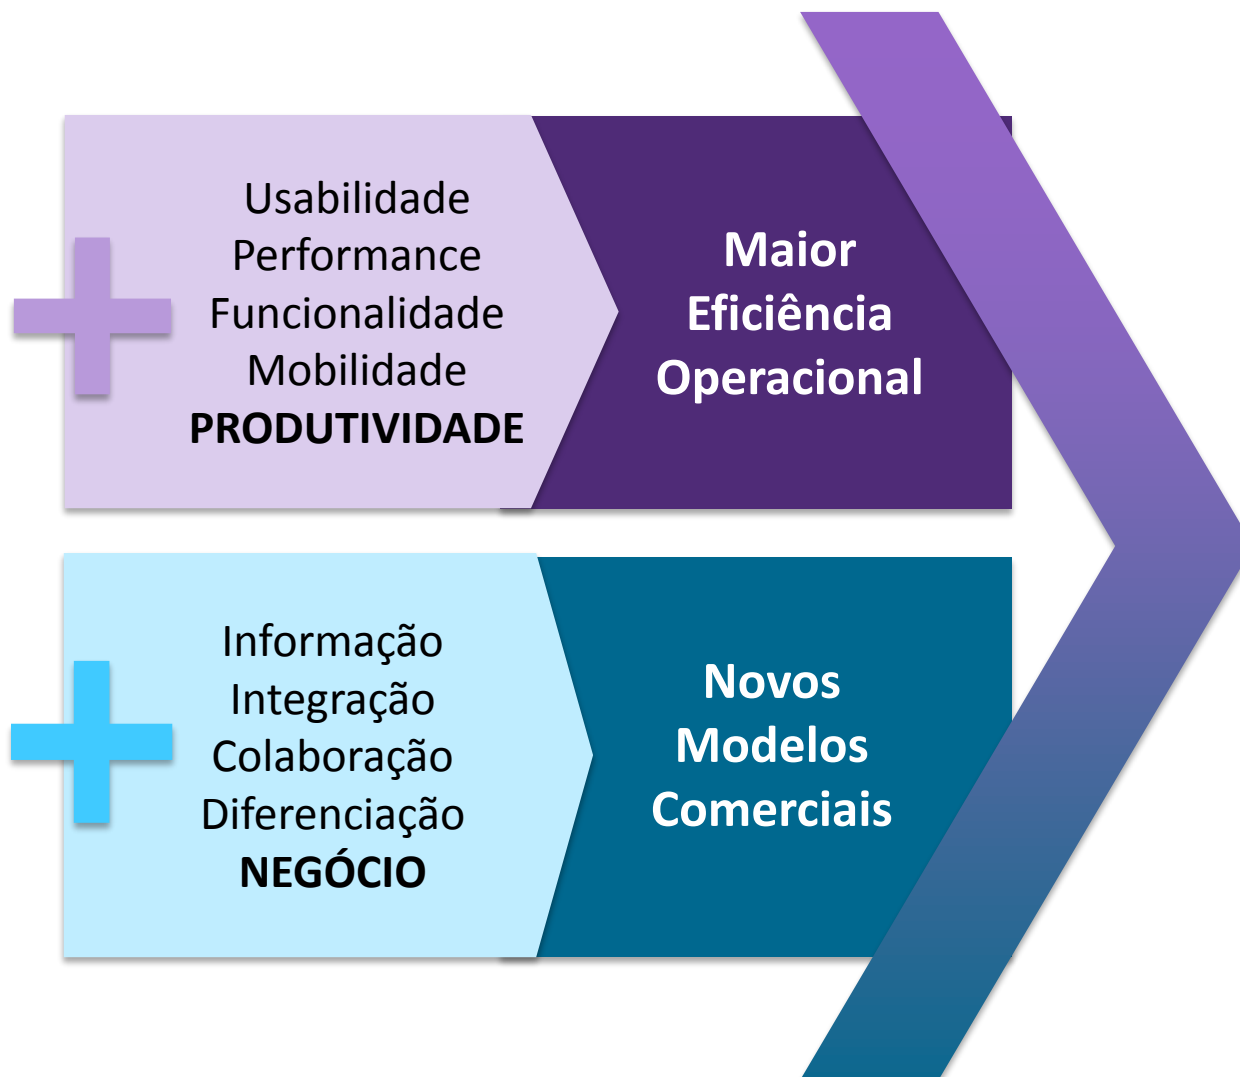 Usabilidade
Performance
Funcionalidade
Mobilidade
PRODUTIVIDADE
Maior
Eficiência
Operacional
Informação
Integração
Colaboração
Diferenciação
NEGÓCIO
Novos
Modelos
Comerciais